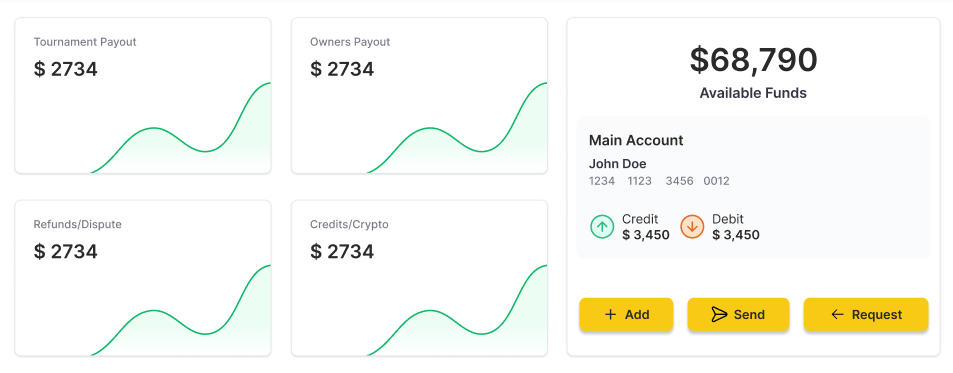 Tournament Payout
$ 2734
Owners Payout
$ 2734
Refunds/Dispute
$ 2734
Credits/Crypto
$ 2734
$68,790
Available Funds
Main Account
John Doe
1234 1123 3456 0012
Credit
$ 3,450
Debit
$ 3,450
Add
Send
Request